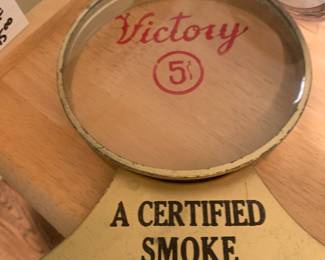 Victory
5¢
A CERTIFIED
SMOKE